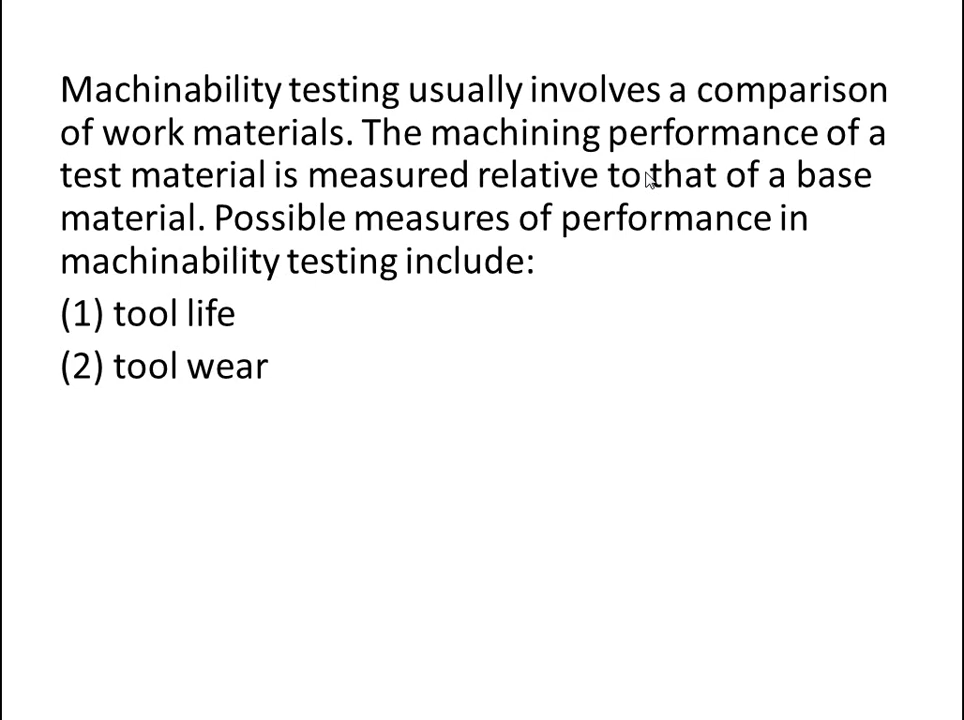 Machinability testing usually involves a comparison
of work materials. The machining performance of a
test material is measured relative to that of a base
material. Possible measures of performance in
machinability testing include:
(1) tool life
(2) tool wear